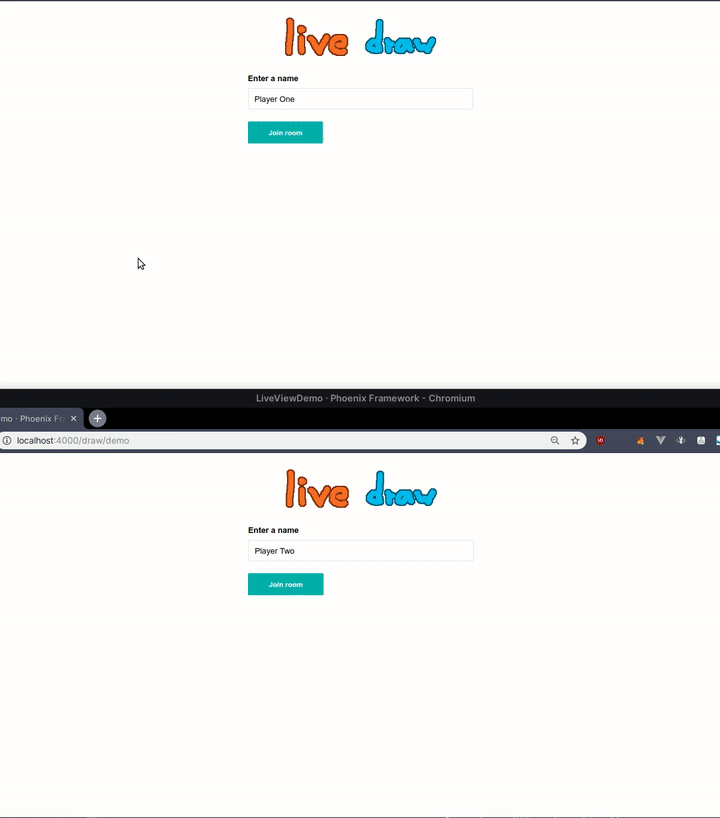 live draw
Enter a name
Player One
Join room
LiveViewDemo · Phoenix Framework - Chromium
mo · Phoenix Fr
localhost:4000/draw/demo
live draw
Enter a name
Player Two
Join room